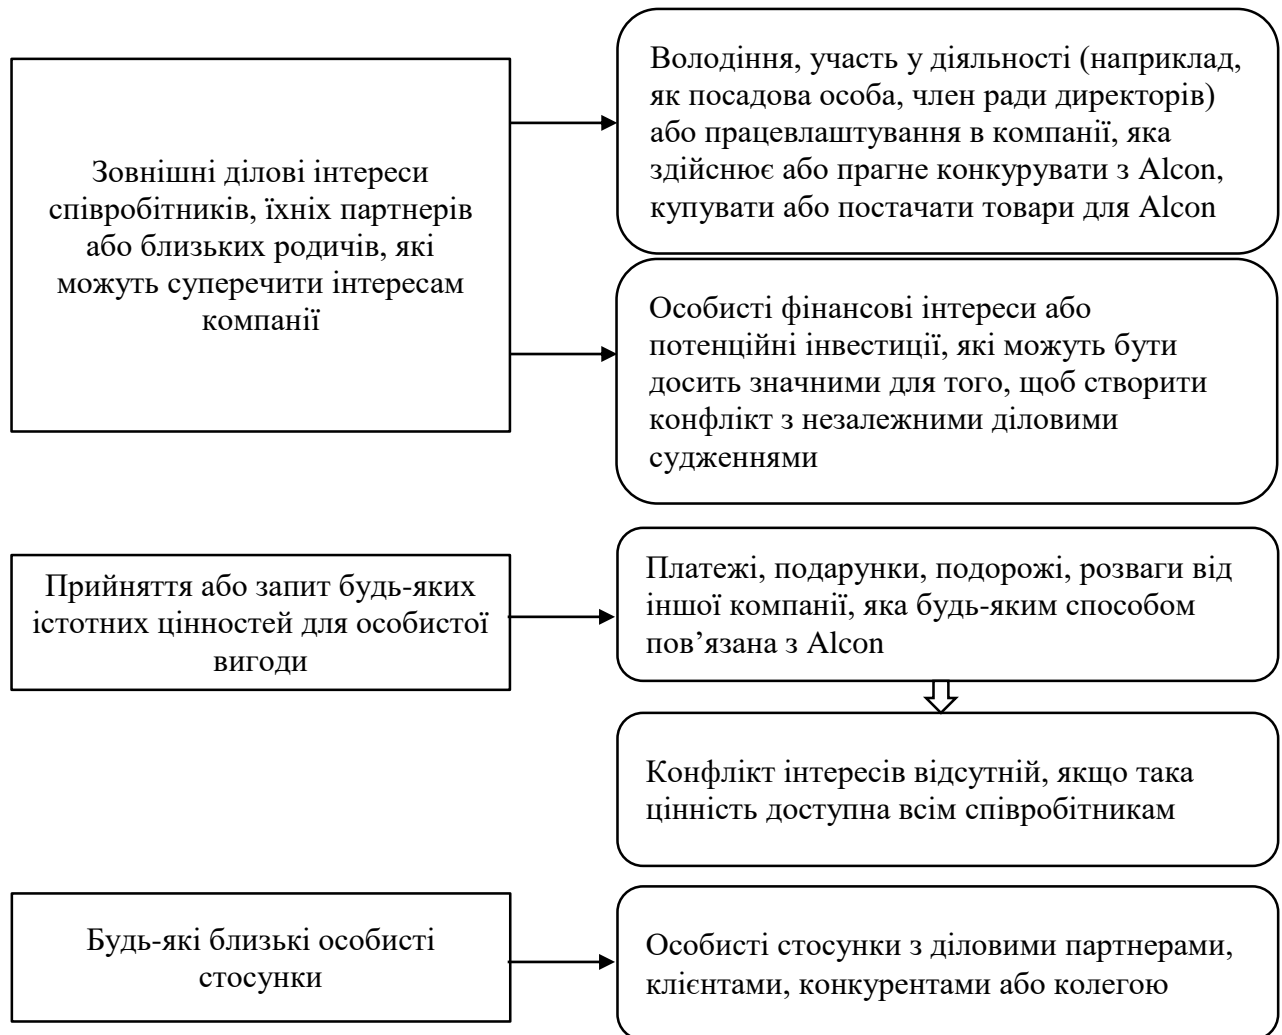 Зовнішні ділові інтереси
співробітників, їхніх партнерів
або близьких родичів, які
можуть суперечити інтересам
компанії
Володіння, участь у діяльності (наприклад,
як посадова особа, член ради директорів)
або працевлаштування в компанії, яка
здійснює або прагне конкурувати з Alcon,
купувати або постачати товари для Alcon
Особисті фінансові інтереси або
потенційні інвестиції, які можуть бути
досить значними для того, щоб створити
конфлікт з незалежними діловими
судженнями
Прийняття або запит будь-яких
істотних цінностей для особистої
вигоди
Платежі, подарунки, подорожі, розваги від
іншої компанії, яка будь-яким способом
пов’язана з Alcon
Конфлікт інтересів відсутній, якщо така
цінність доступна всім співробітникам
Будь-які близькі особисті
стосунки
Особисті стосунки з діловими партнерами,
клієнтами, конкурентами або колегою